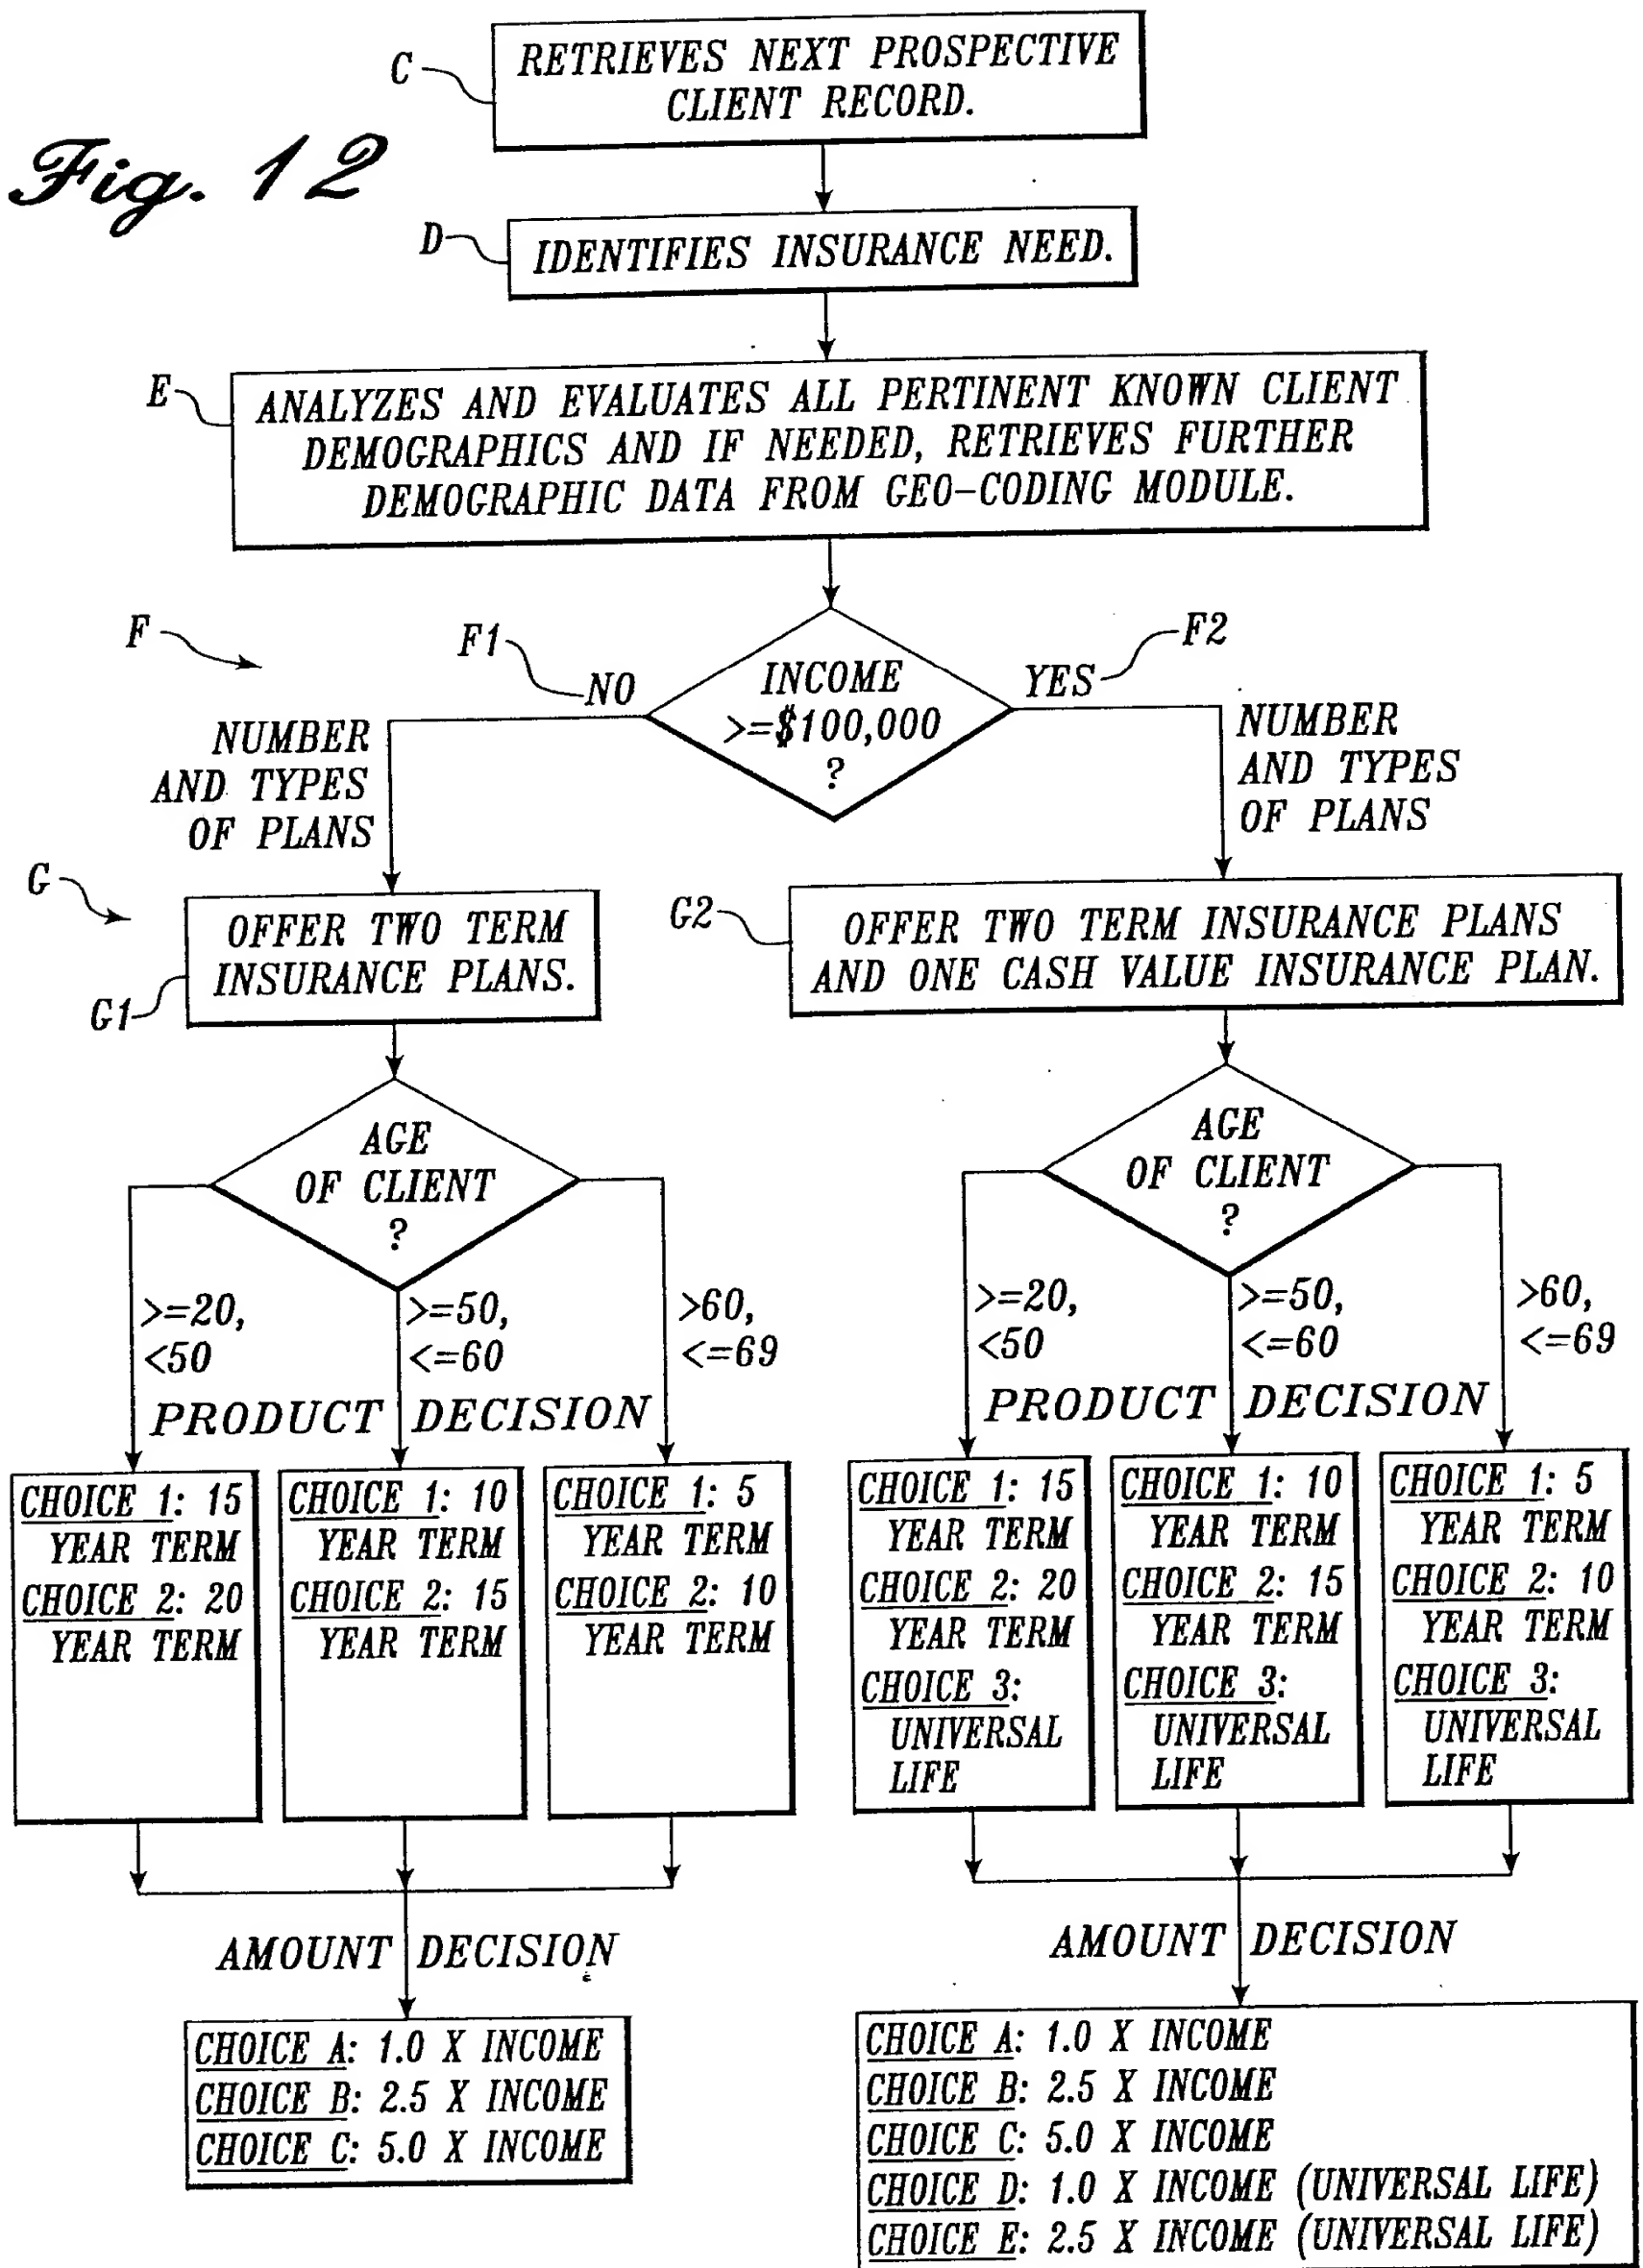 Fig. 12
C
RETRIEVES NEXT PROSPECTIVE
CLIENT RECORD.
D
IDENTIFIES INSURANCE NEED.
E
ANALYZES AND EVALUATES ALL PERTINENT KNOWN CLIENT
DEMOGRAPHICS AND IF NEEDED, RETRIEVES FURTHER
DEMOGRAPHIC DATA FROM GEO-CODING MODULE.
F
F1
NO
INCOME
>=$100,000
?
YES
F2
NUMBER
AND TYPES
OF PLANS
NUMBER
AND TYPES
OF PLANS
G
G1
OFFER TWO TERM
INSURANCE PLANS.
G2
OFFER TWO TERM INSURANCE PLANS
AND ONE CASH VALUE INSURANCE PLAN.
AGE
OF CLIENT
?
>=20,
<50
>=50,
<=60
>60,
<=69
PRODUCT DECISION
CHOICE 1: 15
YEAR TERM
CHOICE 2: 20
YEAR TERM
CHOICE 1: 10
YEAR TERM
CHOICE 2: 15
YEAR TERM
CHOICE 1: 5
YEAR TERM
CHOICE 2: 10
YEAR TERM
AMOUNT DECISION
CHOICE A: 1.0 X INCOME
CHOICE B: 2.5 X INCOME
CHOICE C: 5.0 X INCOME
AGE
OF CLIENT
?
>=20,
<50
>=50,
<=60
>60,
<=69
PRODUCT DECISION
CHOICE 1: 15
YEAR TERM
CHOICE 2: 20
YEAR TERM
CHOICE 3:
UNIVERSAL
LIFE
CHOICE 1: 10
YEAR TERM
CHOICE 2: 15
YEAR TERM
CHOICE 3:
UNIVERSAL
LIFE
CHOICE 1: 5
YEAR TERM
CHOICE 2: 10
YEAR TERM
CHOICE 3:
UNIVERSAL
LIFE
AMOUNT DECISION
CHOICE A: 1.0 X INCOME
CHOICE B: 2.5 X INCOME
CHOICE C: 5.0 X INCOME
CHOICE D: 1.0 X INCOME (UNIVERSAL LIFE)
CHOICE E: 2.5 X INCOME (UNIVERSAL LIFE)